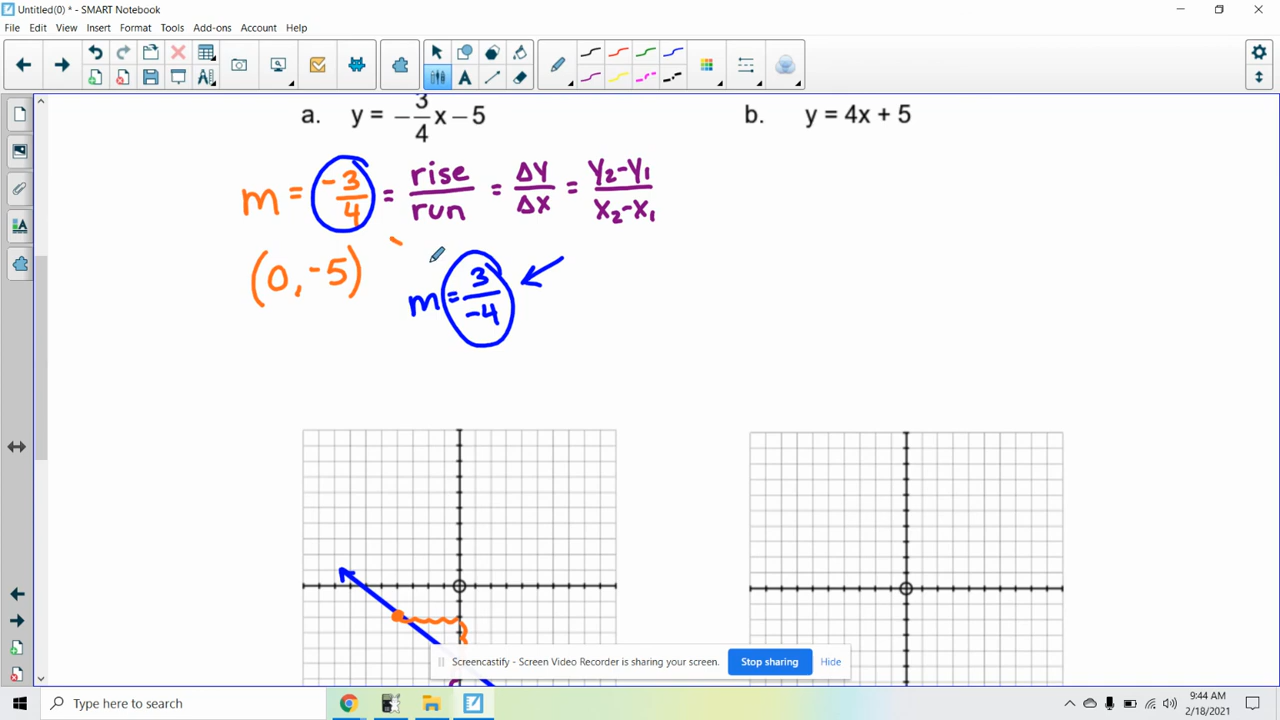 Untitled(0) * - SMART Notebook
File Edit View Insert Format Tools Add-ons Account Help
a. y = -3/4x - 5
b. y = 4x + 5
m = -3/4 = rise/run = ΔY/ΔX = Y₂-Y₁/X₂-X₁
(0, -5)
m = 3/-4
Screencastify - Screen Video Recorder is sharing your screen. Stop sharing Hide
Type here to search
9:44 AM
2/18/2021